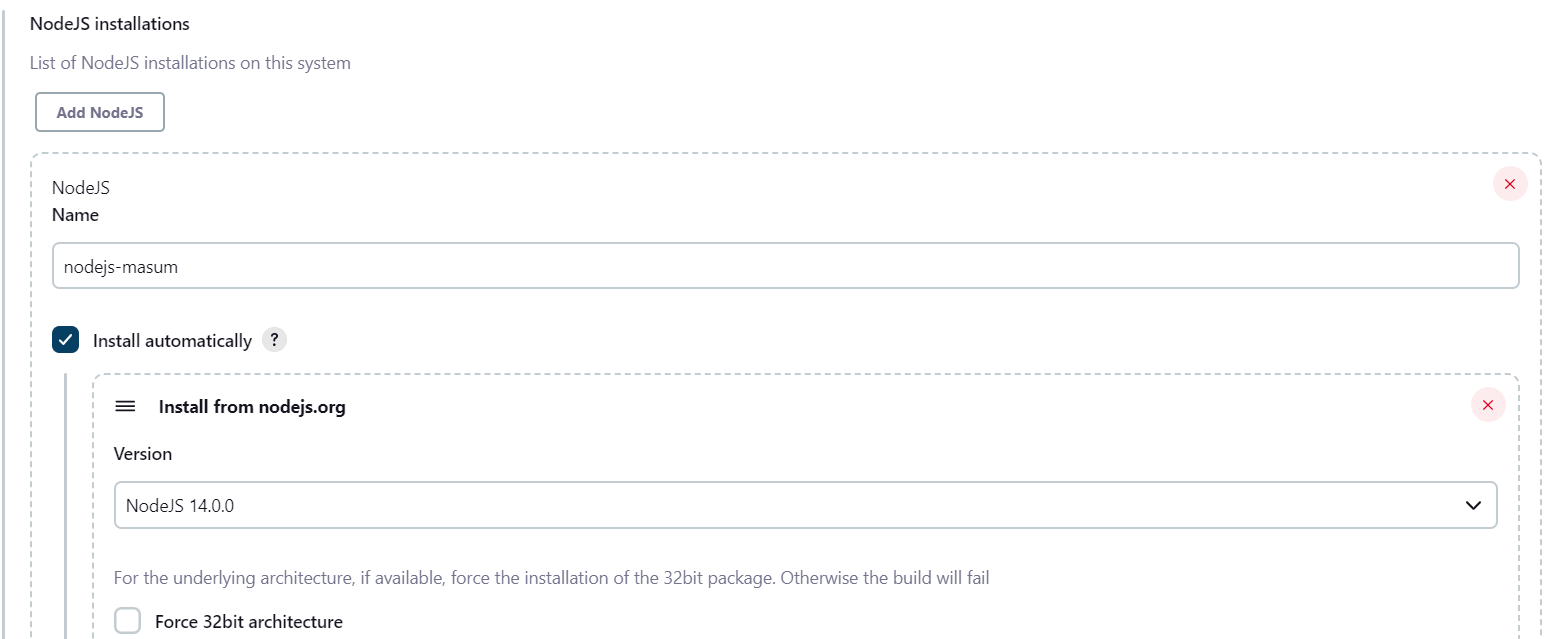 NodeJS installations
List of NodeJS installations on this system
Add NodeJS
NodeJS
Name
nodejs-masum
Install automatically ?
Install from nodejs.org
Version
NodeJS 14.0.0
For the underlying architecture, if available, force the installation of the 32bit package. Otherwise the build will fail
Force 32bit architecture